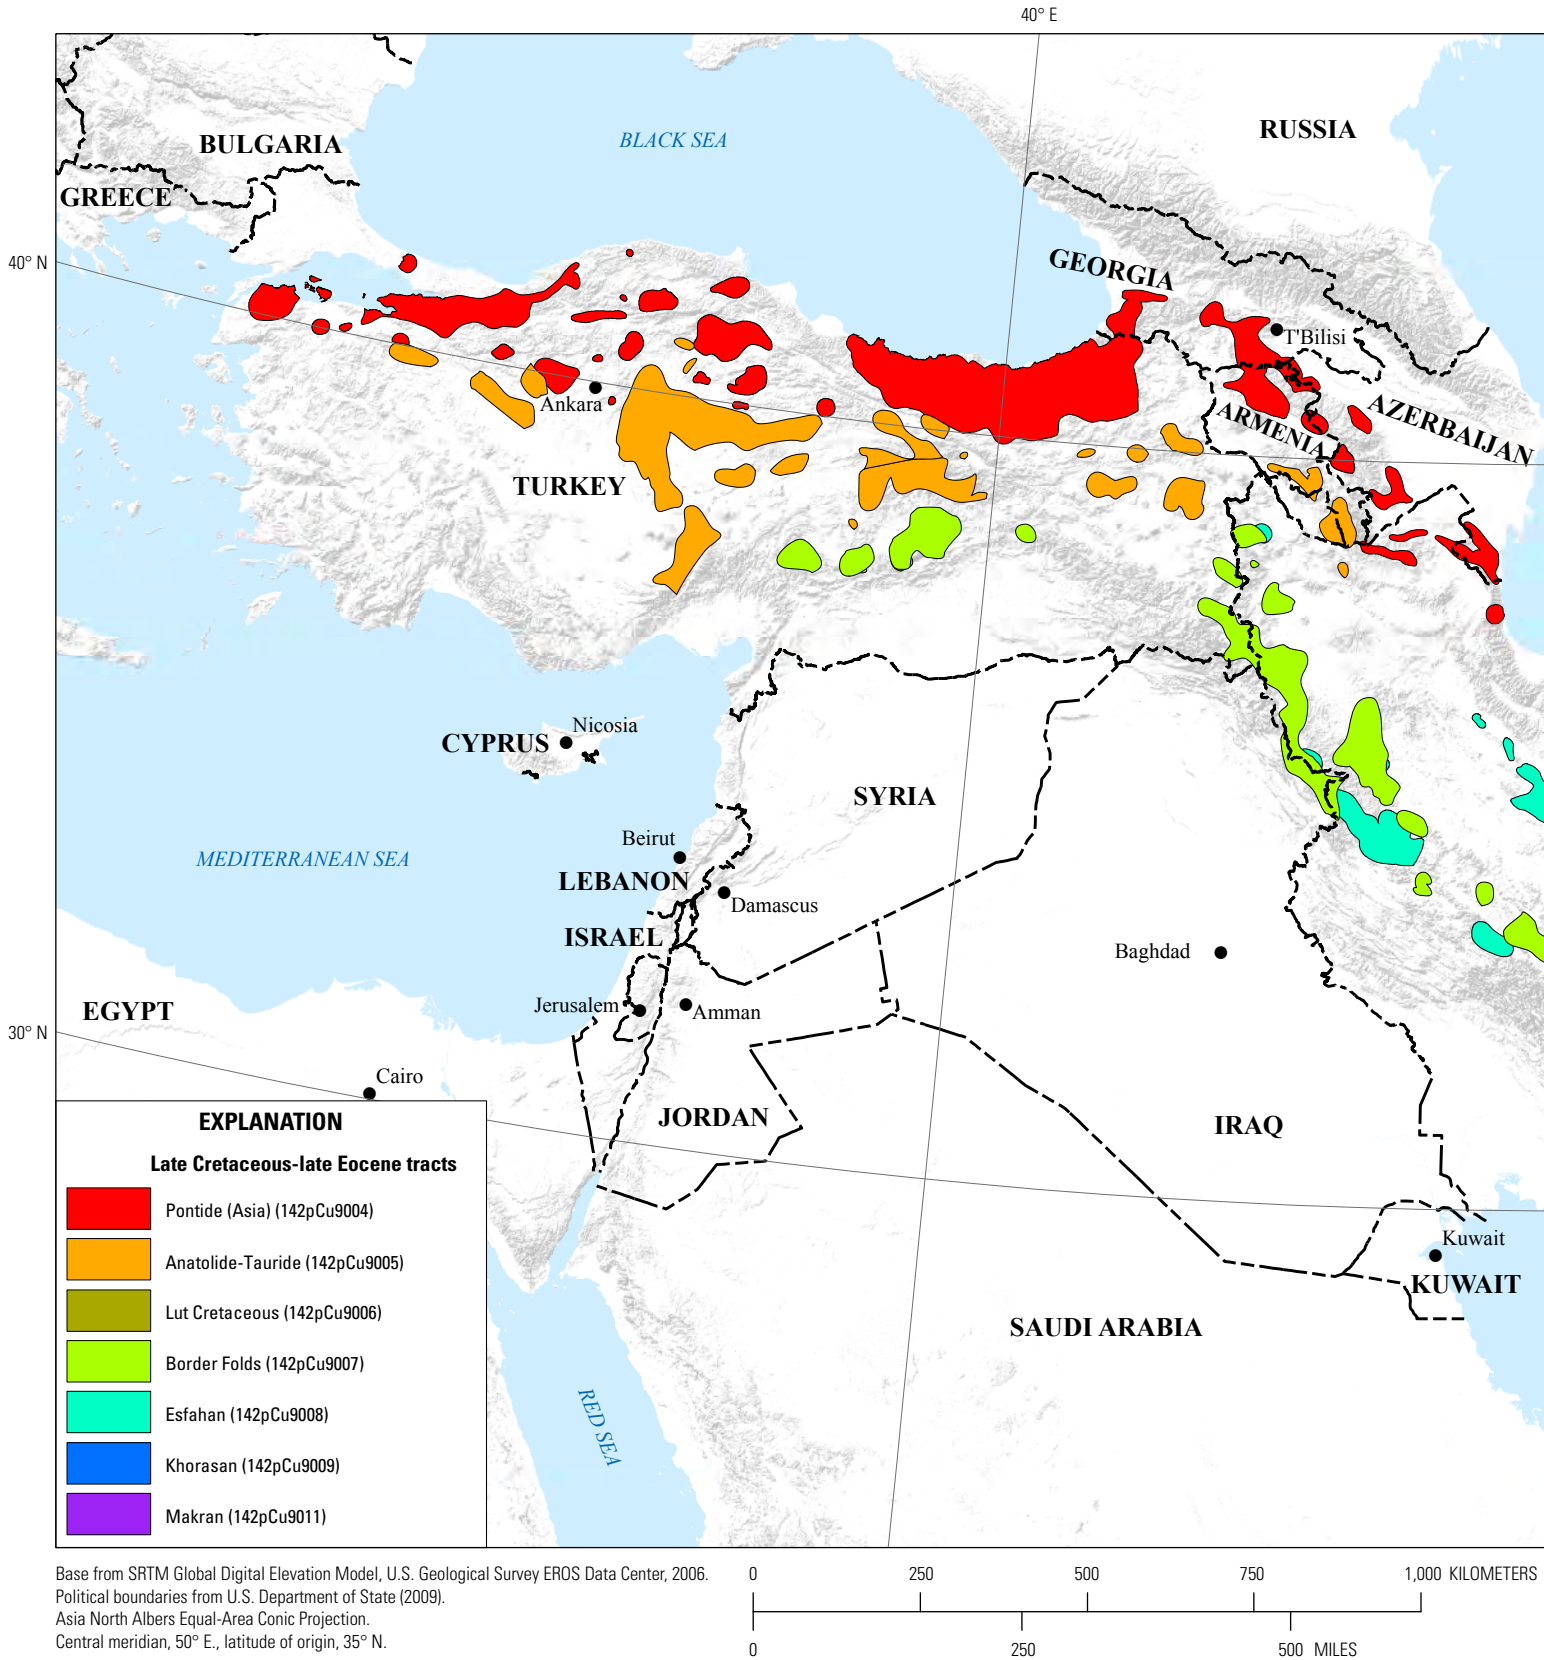 40° E
RUSSIA
BLACK SEA
BULGARIA
GREECE
40° N
GEORGIA
T'Bilisi
AZERBAIJAN
ARMENIA
Ankara
TURKEY
Nicosia
CYPRUS
SYRIA
Beirut
MEDITERRANEAN SEA
LEBANON
Damascus
ISRAEL
Baghdad
Jerusalem
Amman
EGYPT
30° N
Cairo
JORDAN
IRAQ
Kuwait
KUWAIT
SAUDI ARABIA
RED SEA
EXPLANATION
Late Cretaceous-late Eocene tracts
Pontide (Asia) (142pCu9004)
Anatolide-Tauride (142pCu9005)
Lut Cretaceous (142pCu9006)
Border Folds (142pCu9007)
Esfahan (142pCu9008)
Khorasan (142pCu9009)
Makran (142pCu9011)
Base from SRTM Global Digital Elevation Model, U.S. Geological Survey EROS Data Center, 2006.
Political boundaries from U.S. Department of State (2009).
Asia North Albers Equal-Area Conic Projection.
Central meridian, 50° E., latitude of origin, 35° N.
0 250 500 750 1,000 KILOMETERS
0 250 500 MILES